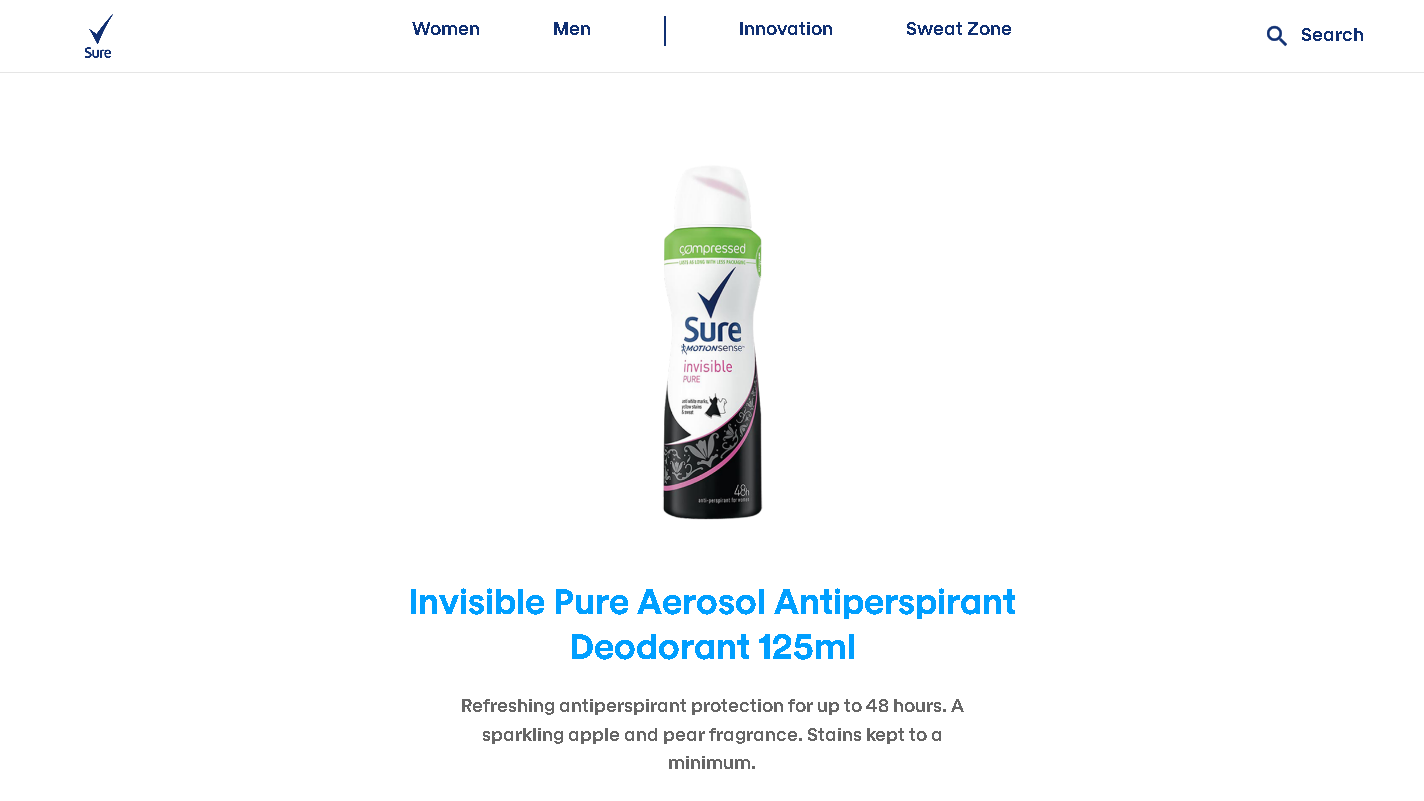 Sure
Women
Men
Innovation
Sweat Zone
Search
compressed
LASTS AS LONG WITH LESS PACKAGING
Sure
MOTIONsense
invisible
PURE
anti white marks,
yellow stains
& sweat
48h
anti-perspirant for women
Invisible Pure Aerosol Antiperspirant
Deodorant 125ml
Refreshing antiperspirant protection for up to 48 hours. A
sparkling apple and pear fragrance. Stains kept to a
minimum.